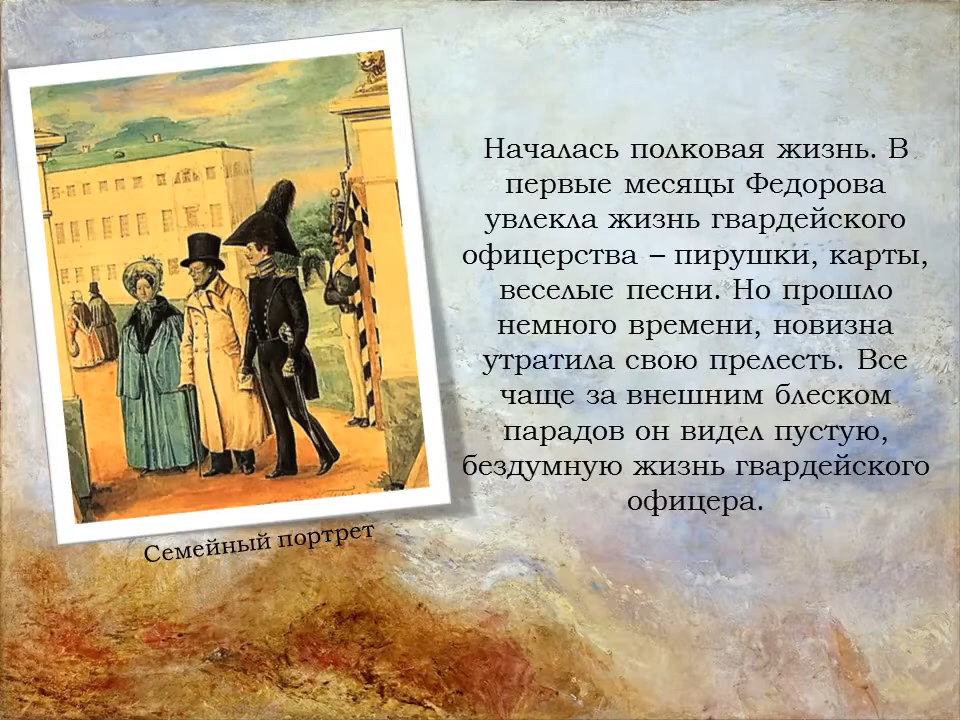 Началась полковая жизнь. В
первые месяцы Федорова
увлекла жизнь гвардейского
офицерства – пирушки, карты,
веселые песни. Но прошло
немного времени, новизна
утратила свою прелесть. Все
чаще за внешним блеском
парадов он видел пустую,
бездумную жизнь гвардейского
офицера.
Семейный портрет